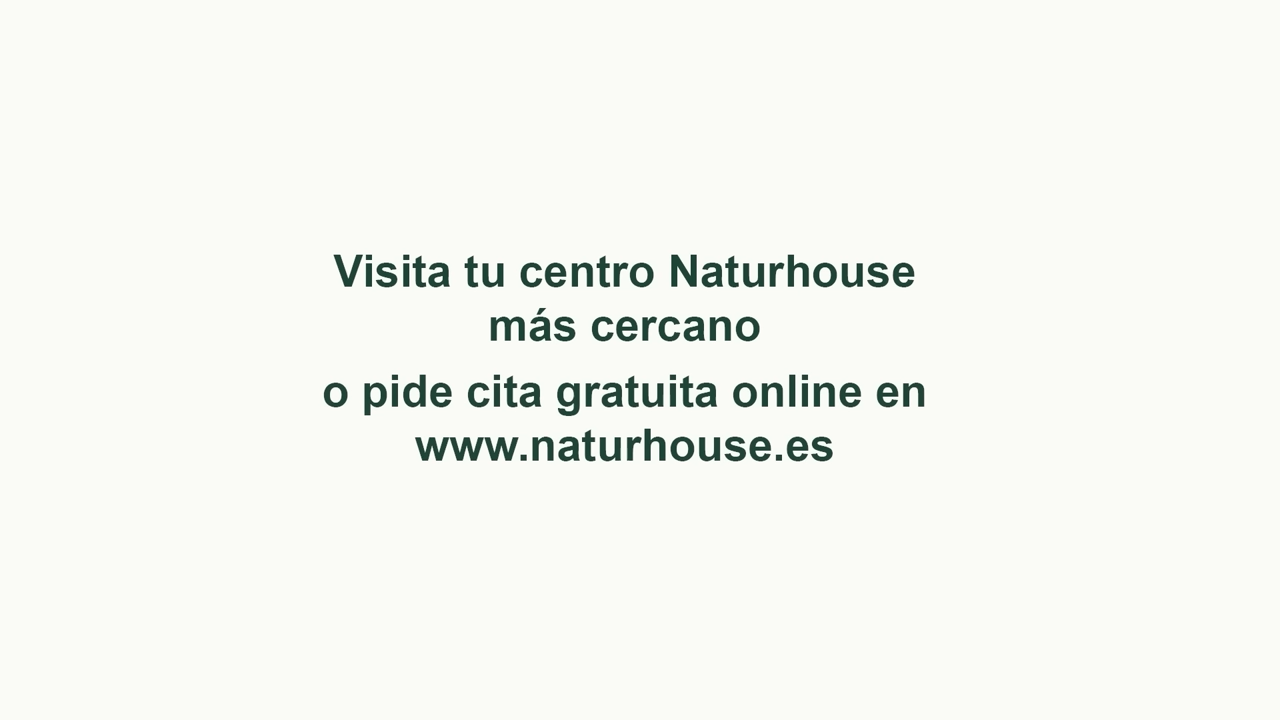 Visita tu centro Naturhouse
más cercano
o pide cita gratuita online en
www.naturhouse.es